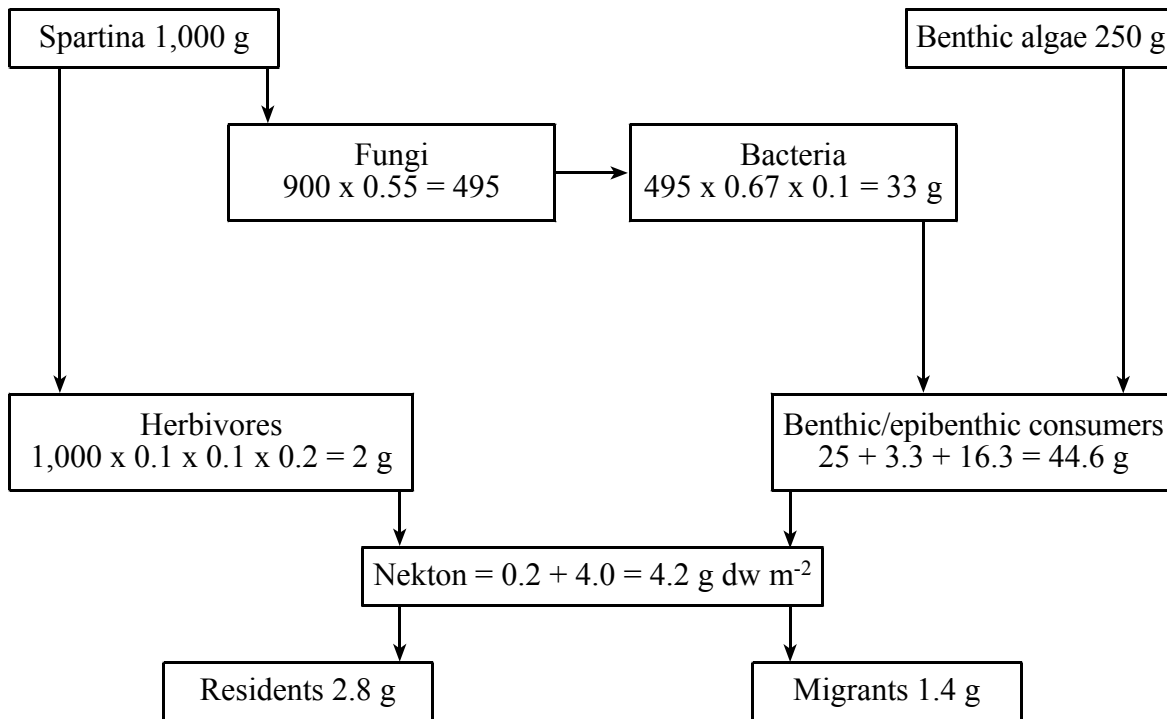 Spartina 1,000 g
Benthic algae 250 g
Fungi
900 x 0.55 = 495
Bacteria
495 x 0.67 x 0.1 = 33 g
Herbivores
1,000 x 0.1 x 0.1 x 0.2 = 2 g
Benthic/epibenthic consumers
25 + 3.3 + 16.3 = 44.6 g
Nekton = 0.2 + 4.0 = 4.2 g dw m⁻²
Residents 2.8 g
Migrants 1.4 g